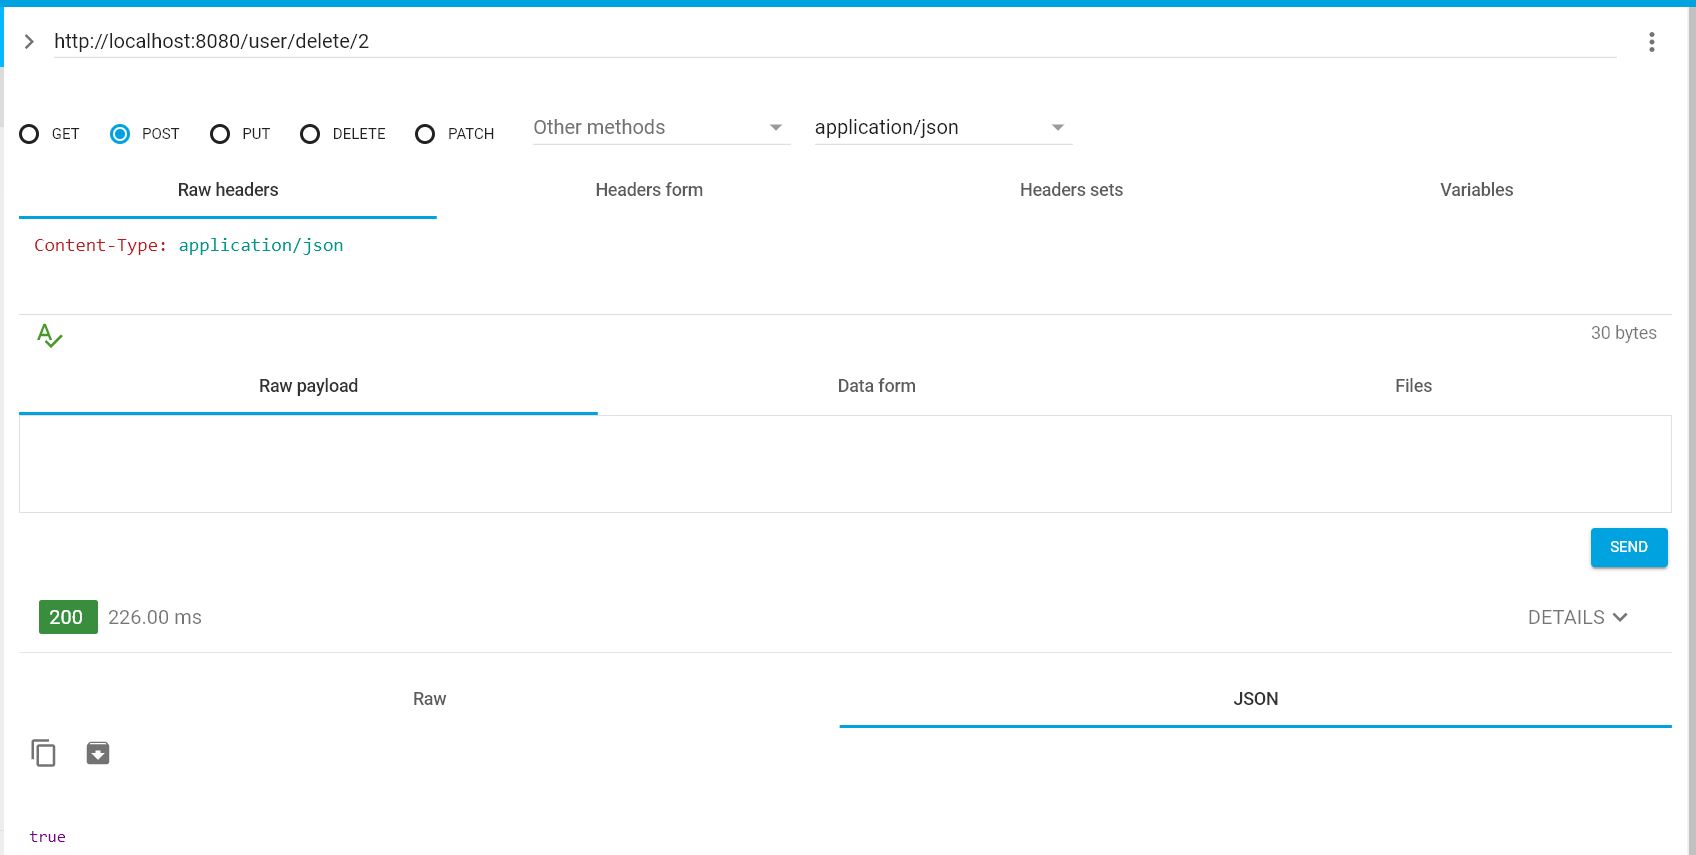 http://localhost:8080/user/delete/2
GET POST PUT DELETE PATCH Other methods application/json
Raw headers Headers form Headers sets Variables
Content-Type: application/json
30 bytes
Raw payload Data form Files
SEND
200 226.00 ms DETAILS
Raw JSON
true